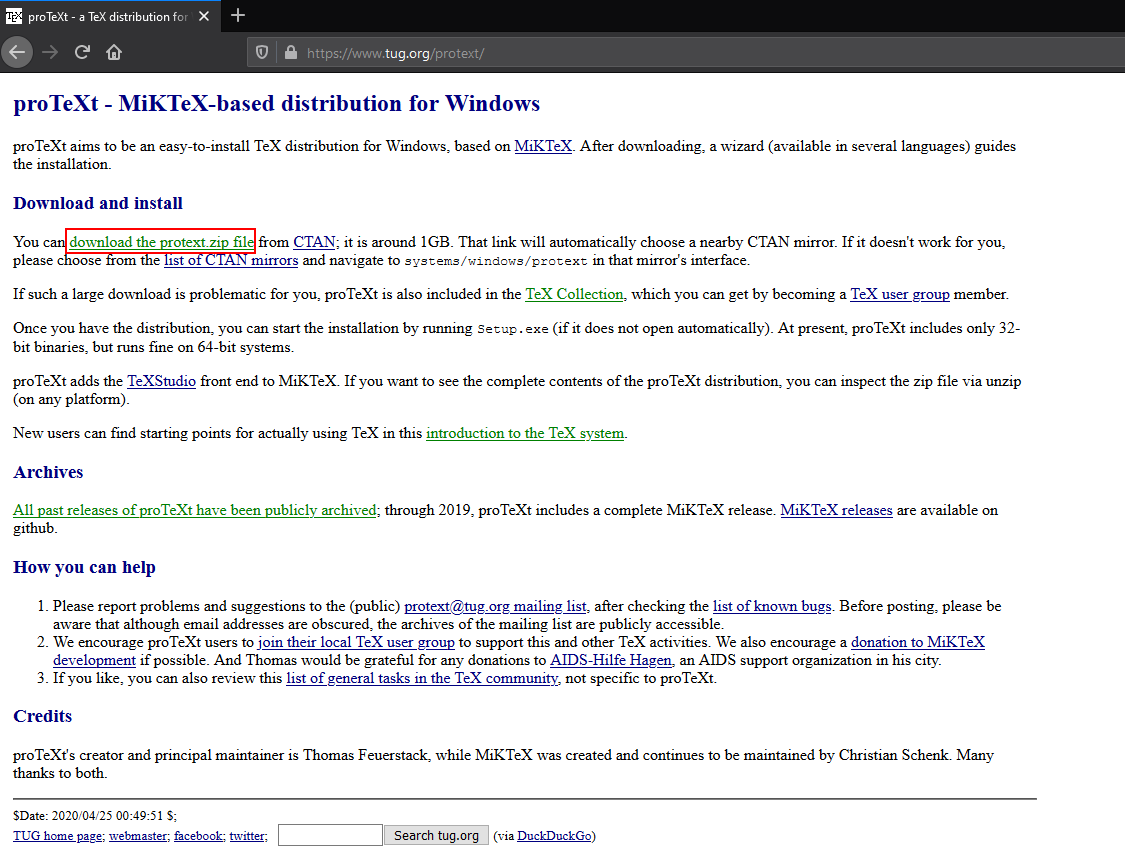 proTeXt - a TeX distribution for
https://www.tug.org/protext/
proTeXt - MiKTeX-based distribution for Windows
proTeXt aims to be an easy-to-install TeX distribution for Windows, based on MiKTeX. After downloading, a wizard (available in several languages) guides
the installation.
Download and install
You can download the protext.zip file from CTAN; it is around 1GB. That link will automatically choose a nearby CTAN mirror. If it doesn't work for you,
please choose from the list of CTAN mirrors and navigate to systems/windows/protext in that mirror's interface.
If such a large download is problematic for you, proTeXt is also included in the TeX Collection, which you can get by becoming a TeX user group member.
Once you have the distribution, you can start the installation by running Setup.exe (if it does not open automatically). At present, proTeXt includes only 32-
bit binaries, but runs fine on 64-bit systems.
proTeXt adds the TeXStudio front end to MiKTeX. If you want to see the complete contents of the proTeXt distribution, you can inspect the zip file via unzip
(on any platform).
New users can find starting points for actually using TeX in this introduction to the TeX system.
Archives
All past releases of proTeXt have been publicly archived; through 2019, proTeXt includes a complete MiKTeX release. MiKTeX releases are available on
github.
How you can help
1. Please report problems and suggestions to the (public) protext@tug.org mailing list, after checking the list of known bugs. Before posting, please be
aware that although email addresses are obscured, the archives of the mailing list are publicly accessible.
2. We encourage proTeXt users to join their local TeX user group to support this and other TeX activities. We also encourage a donation to MiKTeX
development if possible. And Thomas would be grateful for any donations to AIDS-Hilfe Hagen, an AIDS support organization in his city.
3. If you like, you can also review this list of general tasks in the TeX community, not specific to proTeXt.
Credits
proTeXt's creator and principal maintainer is Thomas Feuerstack, while MiKTeX was created and continues to be maintained by Christian Schenk. Many
thanks to both.
$Date: 2020/04/25 00:49:51 $;
TUG home page; webmaster; facebook; twitter; Search tug.org (via DuckDuckGo)